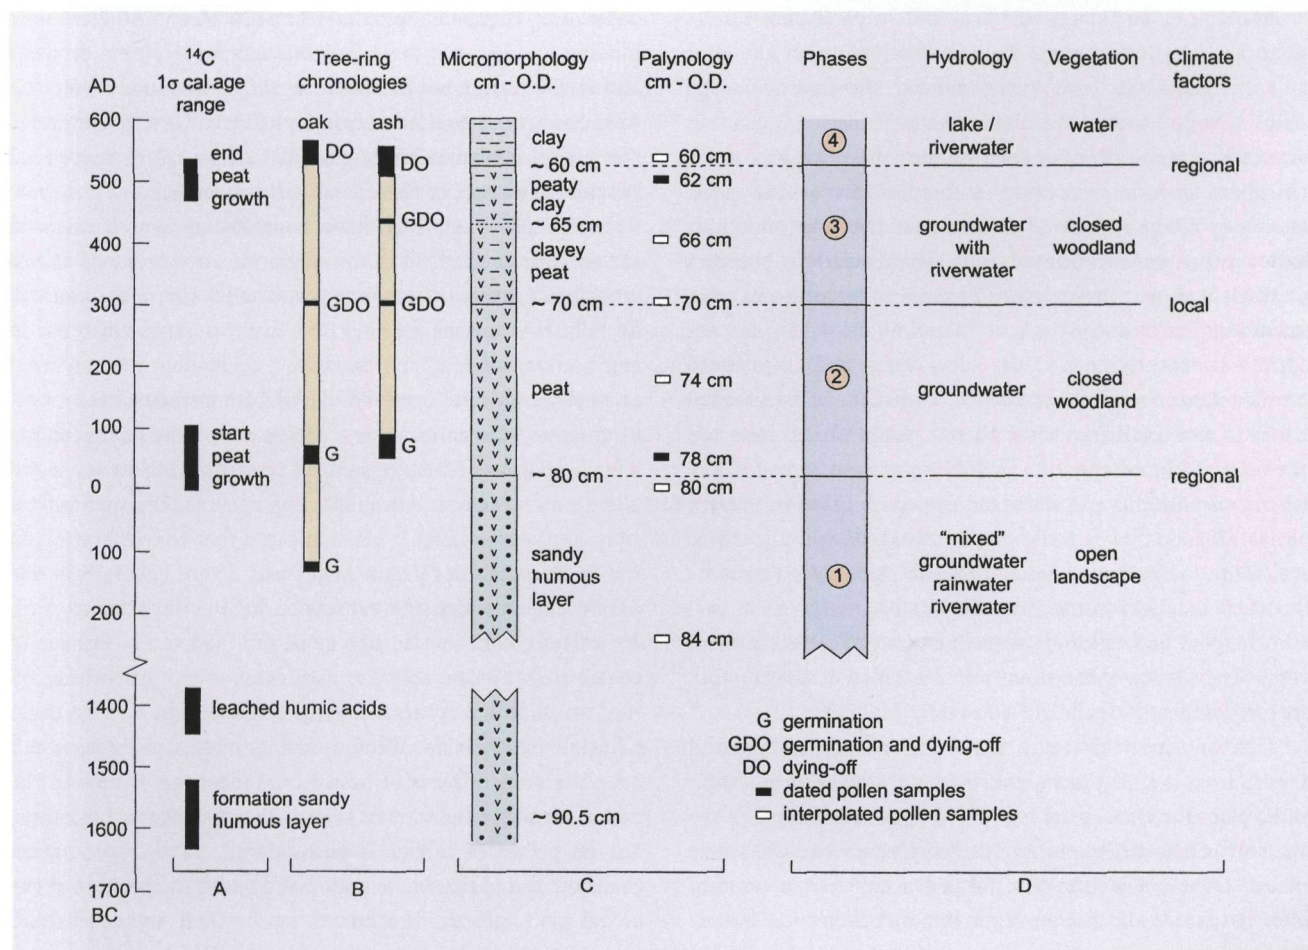 ¹⁴C
1σ cal.age
range
Tree-ring
chronologies
oak
ash
Micromorphology
cm - O.D.
Palynology
cm - O.D.
Phases
Hydrology
Vegetation
Climate
factors
AD
600
500
400
300
200
100
0
100
200
1400
1500
1600
1700
BC
end
peat
growth
start
peat
growth
leached humic acids
formation sandy
humous layer
DO
GDO
G
G
DO
GDO
GDO
G
clay
~ 60 cm
peaty
clay
~ 65 cm
clayey
peat
~ 70 cm
peat
~ 80 cm
sandy
humous
layer
~ 90.5 cm
60 cm
62 cm
66 cm
70 cm
74 cm
78 cm
80 cm
84 cm
4
3
2
1
lake /
riverwater
groundwater
with
riverwater
groundwater
“mixed”
groundwater
rainwater
riverwater
water
closed
woodland
closed
woodland
open
landscape
regional
local
regional
G germination
GDO germination and dying-off
DO dying-off
dated pollen samples
interpolated pollen samples
A
B
C
D